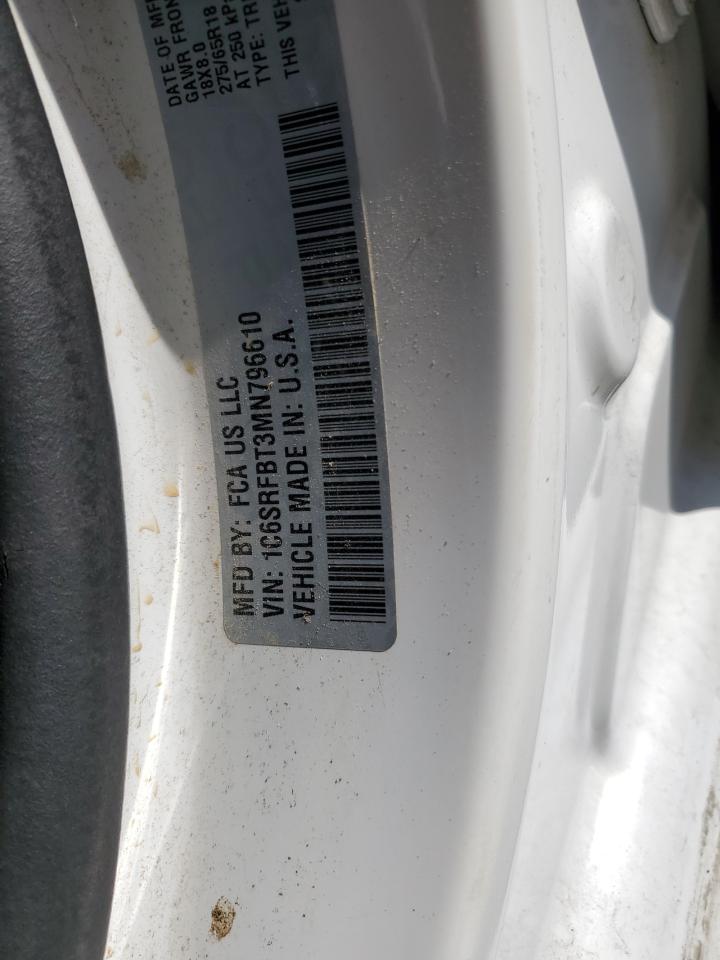 MFD BY: FCA US LLC
VIN: 1C6SRFBT3MN796610
VEHICLE MADE IN: U.S.A.
DATE OF MFR
GAWR FRON
18X8.0
275/65R18
AT 250 KP
TYPE: TR
THIS VEH